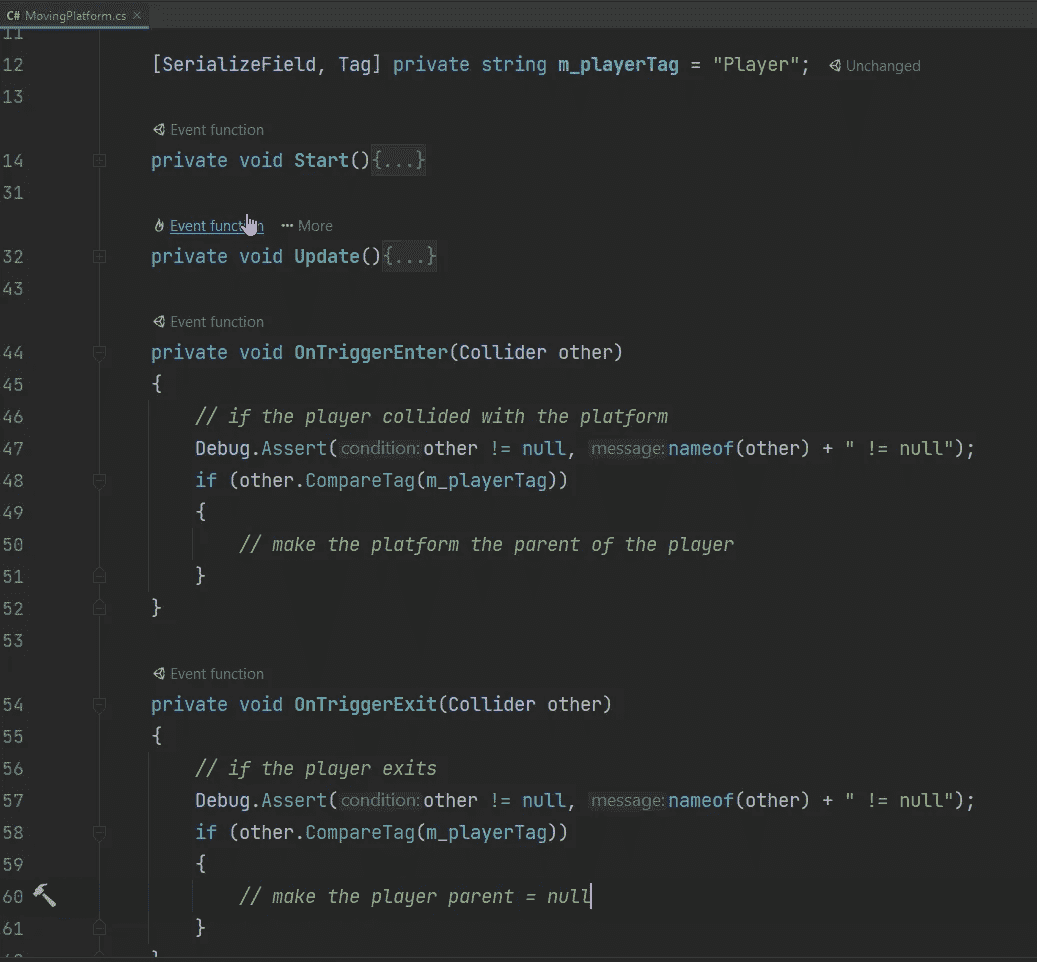 C# MovingPlatform.cs ×
11
12 [SerializeField, Tag] private string m_playerTag = "Player"; Unchanged
13
Event function
14 private void Start(){...}
31
Event function ··· More
32 private void Update(){...}
43
Event function
44 private void OnTriggerEnter(Collider other)
45 {
46 // if the player collided with the platform
47 Debug.Assert(condition: other != null, message: nameof(other) + " != null");
48 if (other.CompareTag(m_playerTag))
49 {
50 // make the platform the parent of the player
51 }
52 }
53
Event function
54 private void OnTriggerExit(Collider other)
55 {
56 // if the player exits
57 Debug.Assert(condition: other != null, message: nameof(other) + " != null");
58 if (other.CompareTag(m_playerTag))
59 {
60 // make the player parent = null
61 }